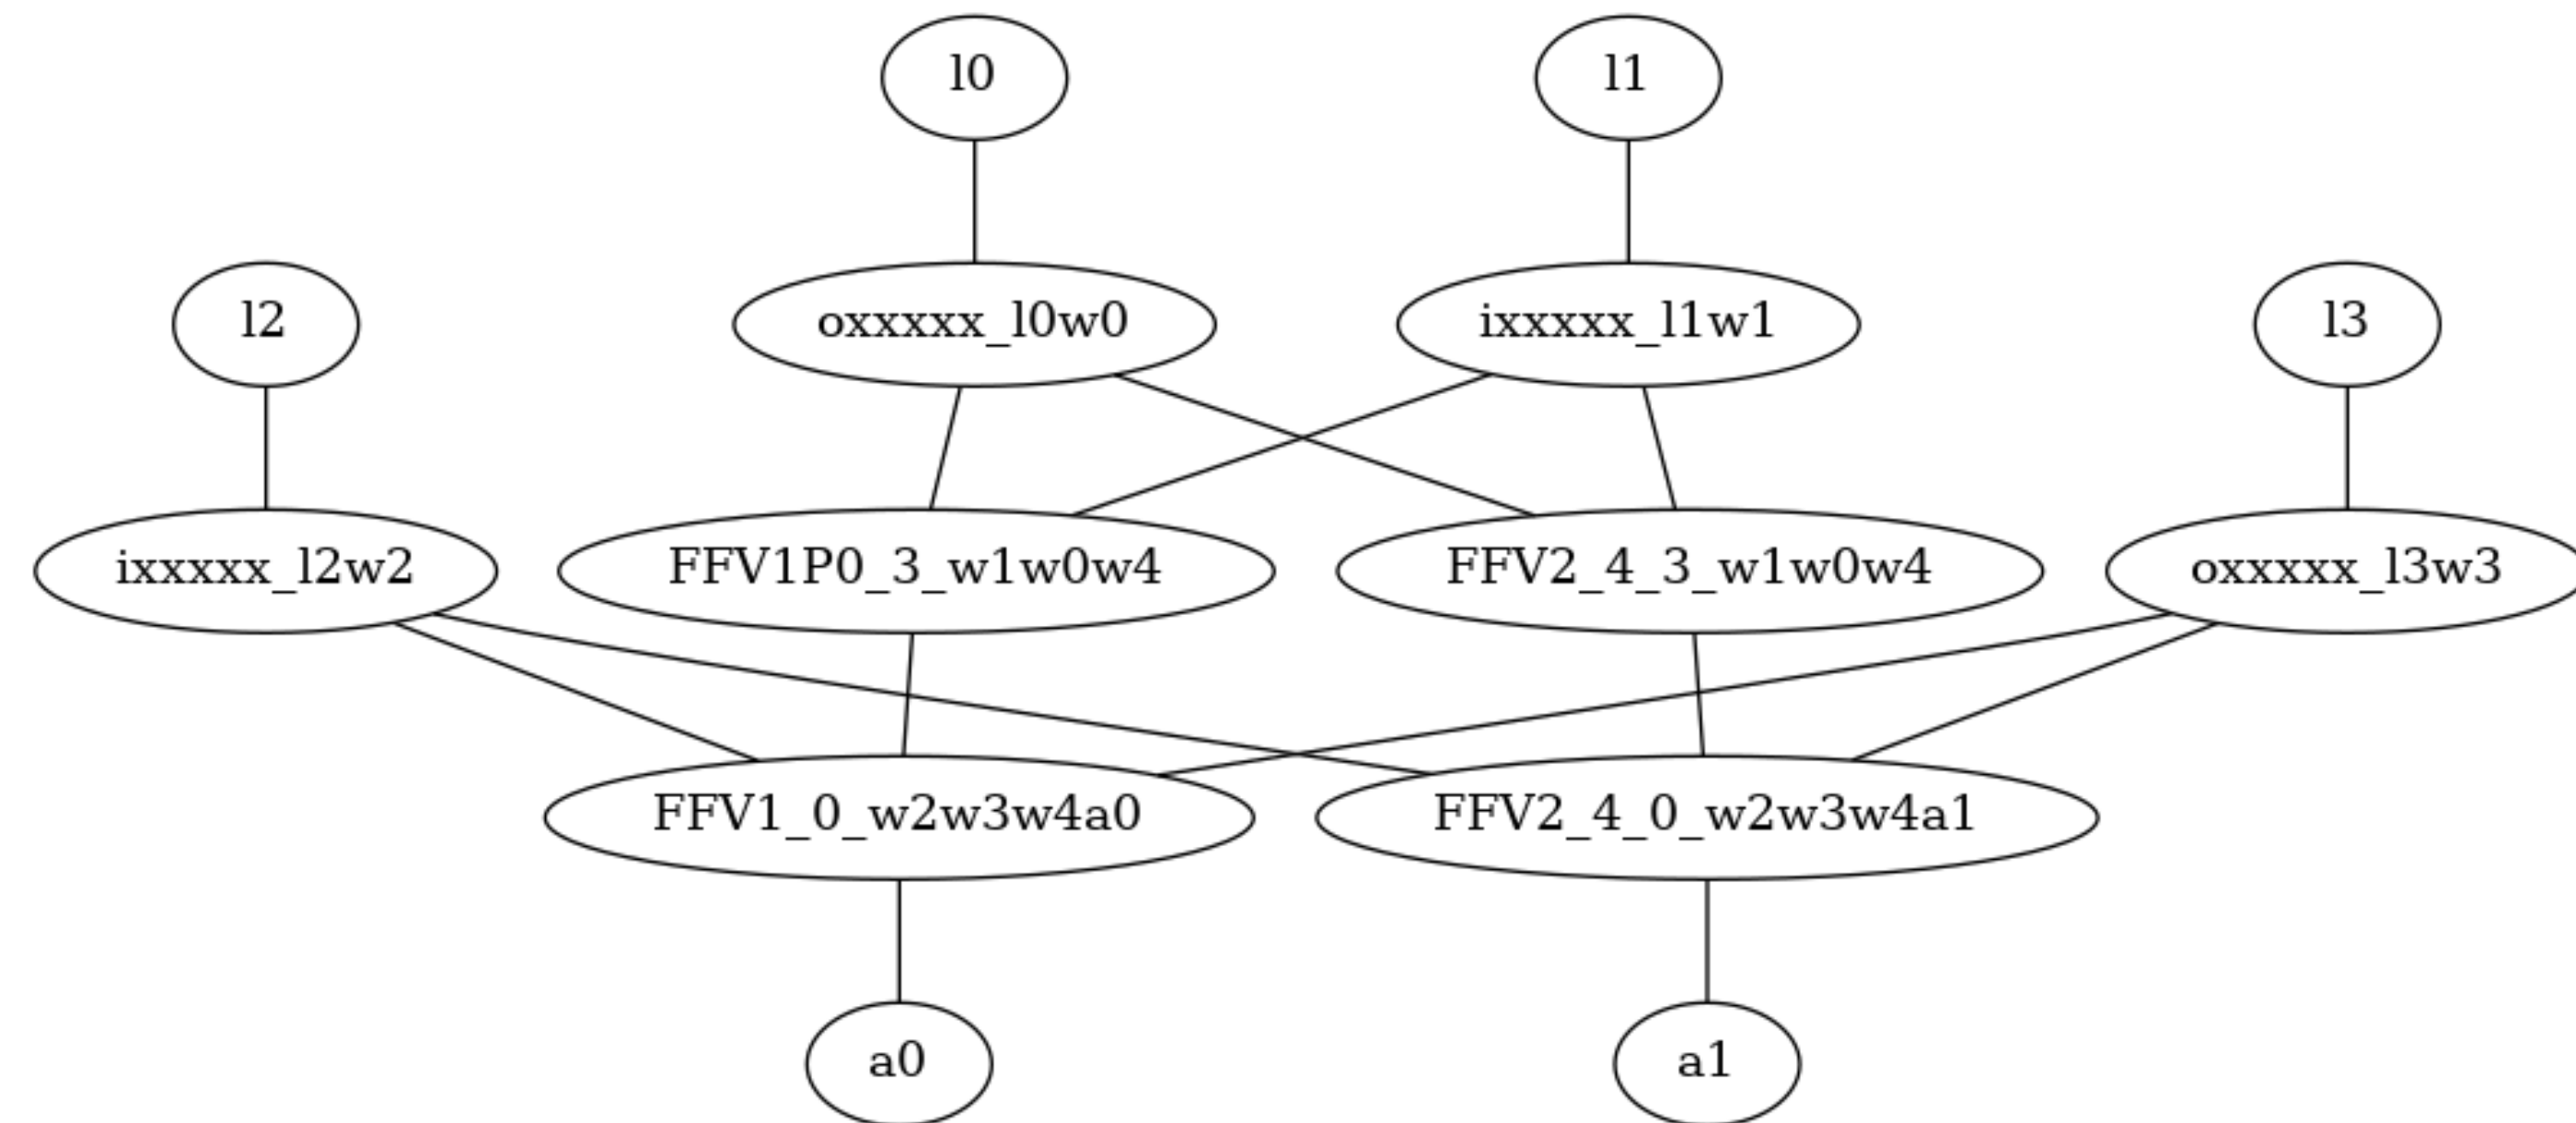 l0
l1
l2
oxxxxx_l0w0
ixxxxx_l1w1
l3
ixxxxx_l2w2
FFV1P0_3_w1w0w4
FFV2_4_3_w1w0w4
oxxxxx_l3w3
FFV1_0_w2w3w4a0
FFV2_4_0_w2w3w4a1
a0
a1